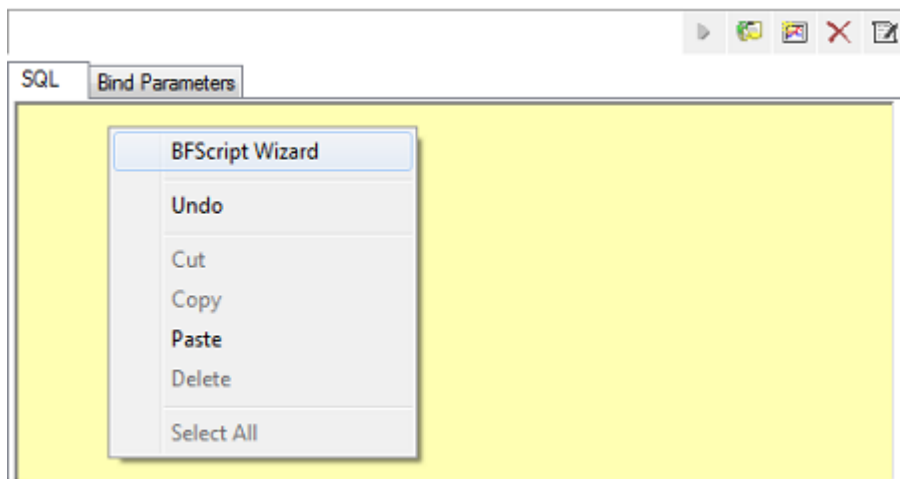 SQL
Bind Parameters
BFScript Wizard
Undo
Cut
Copy
Paste
Delete
Select All